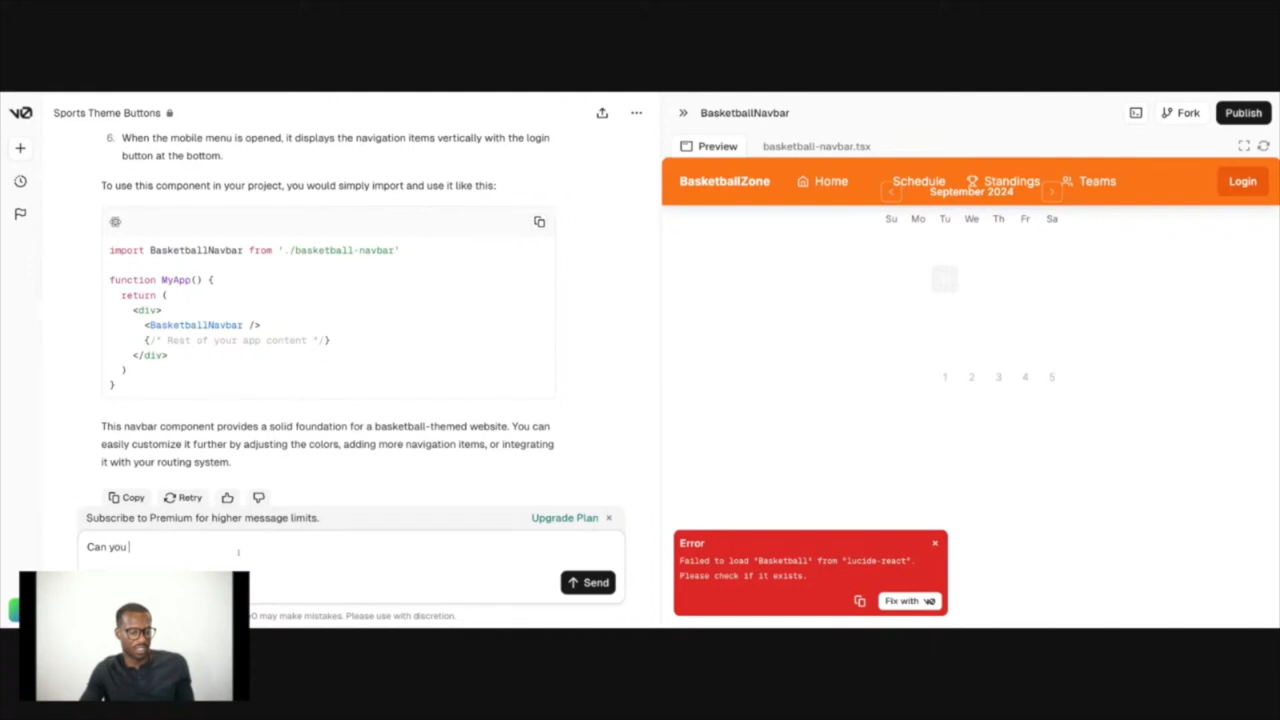 v0
Sports Theme Buttons
6. When the mobile menu is opened, it displays the navigation items vertically with the login
button at the bottom.
To use this component in your project, you would simply import and use it like this:
import BasketballNavbar from './basketball-navbar'
function MyApp() {
return (
<div>
<BasketballNavbar />
{/* Rest of your app content */}
</div>
)
}
This navbar component provides a solid foundation for a basketball-themed website. You can
easily customize it further by adjusting the colors, adding more navigation items, or integrating
it with your routing system.
Copy Retry
Subscribe to Premium for higher message limits. Upgrade Plan ×
Can you
Send
may make mistakes. Please use with discretion.
BasketballNavbar
Fork
Publish
Preview basketball-navbar.tsx
BasketballZone Home Schedule Standings Teams Login
September 2024
Su Mo Tu We Th Fr Sa
1 2 3 4 5
Error ×
Failed to load "Basketball" from "lucide-react".
Please check if it exists.
Fix with v0